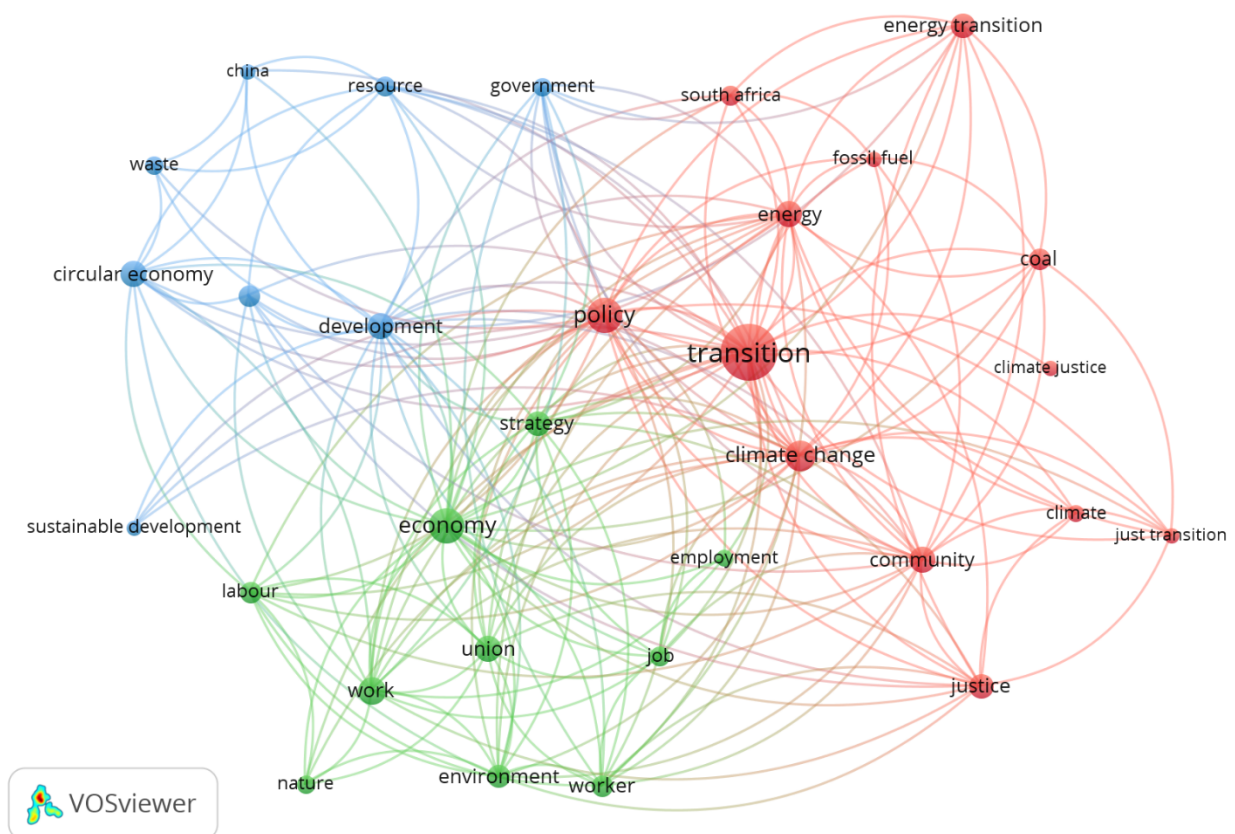 energy transition
china
resource
government
south africa
waste
fossil fuel
energy
circular economy
coal
policy
development
transition
climate justice
strategy
climate change
economy
sustainable development
climate
just transition
employment
community
labour
union
job
work
justice
environment
nature
worker
VOSviewer